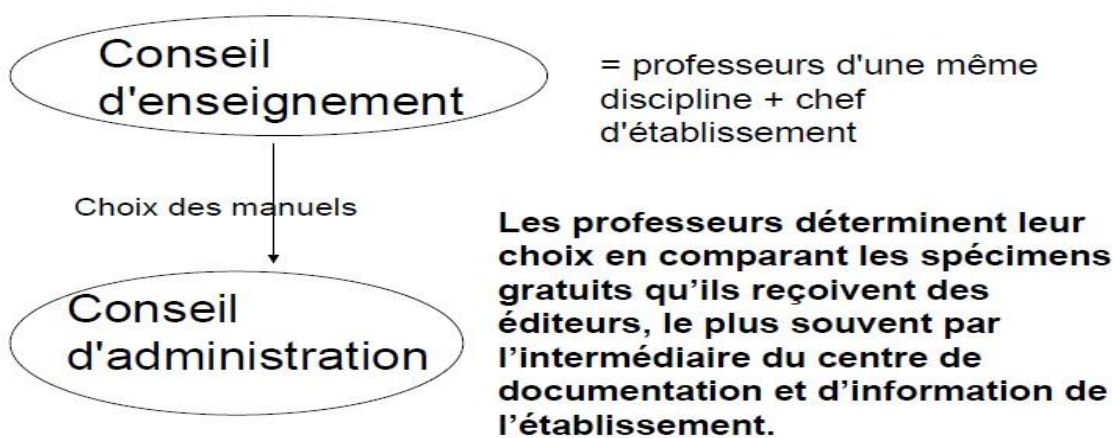 Conseil
d'enseignement
= professeurs d'une même
discipline + chef
d'établissement
Choix des manuels
Les professeurs déterminent leur
choix en comparant les spécimens
gratuits qu’ils reçoivent des
éditeurs, le plus souvent par
l’intermédiaire du centre de
documentation et d’information de
l’établissement.
Conseil
d'administration